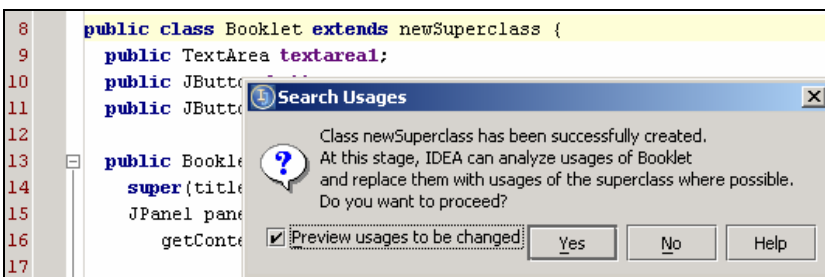 8 public class Booklet extends newSuperclass {
9 public TextArea textarea1;
10 public JButto
11 public JButto
12
13 public Bookle
14 super(title
15 JPanel pane
16 getConte
17
Search Usages
Class newSuperclass has been successfully created.
At this stage, IDEA can analyze usages of Booklet
and replace them with usages of the superclass where possible.
Do you want to proceed?
Preview usages to be changed
Yes No Help